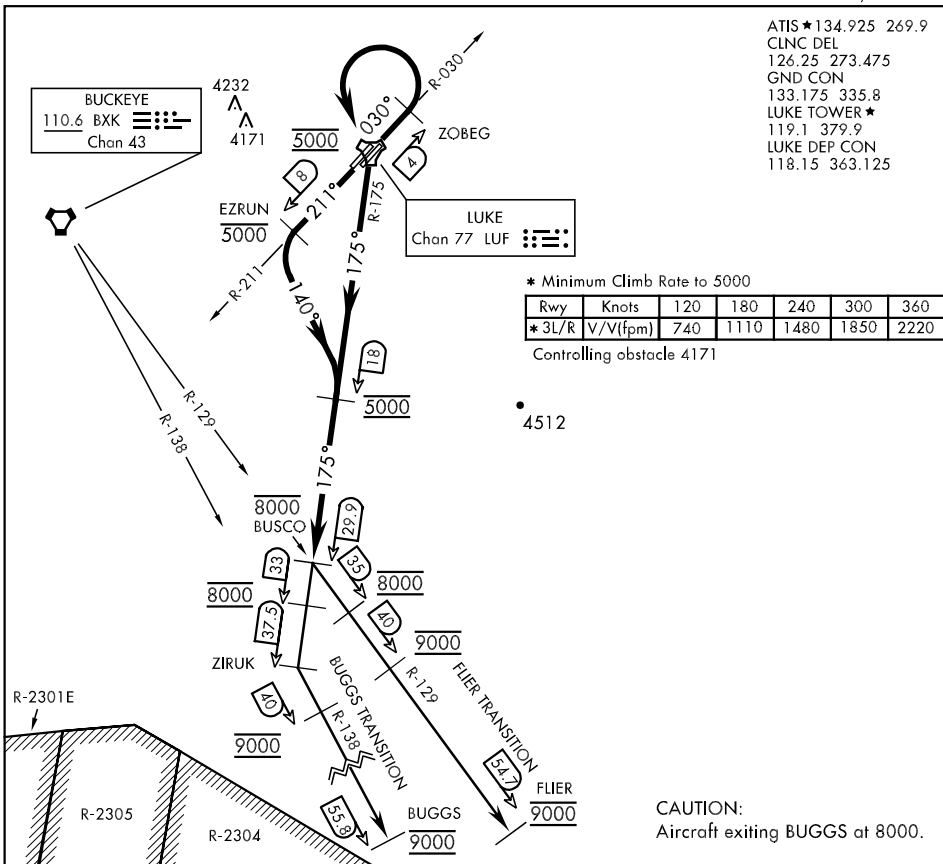 ATIS ★ 134.925 269.9
CLNC DEL
126.25 273.475
GND CON
133.175 335.8
LUKE TOWER ★
119.1 379.9
LUKE DEP CON
118.15 363.125
BUCKEYE
110.6 BXK
Chan 43
4232
4171
R-030
030°
ZOBEG
4
5000
8
211°
R-175
EZRUN
5000
R-211
LUKE
Chan 77 LUF
175°
140°
* Minimum Climb Rate to 5000
Rwy Knots 120 180 240 300 360
* 3L/R V/V(fpm) 740 1110 1480 1850 2220
Controlling obstacle 4171
18
5000
4512
R-129
R-138
175°
8000
BUSCO
29.9
33
35
8000
8000
40
37.5
9000
ZIRUK
R-129
FLIER TRANSITION
BUGGS TRANSITION
R-138
40
9000
R-2301E
R-2305
R-2304
54.7
FLIER
9000
55.8
BUGGS
9000
CAUTION:
Aircraft exiting BUGGS at 8000.